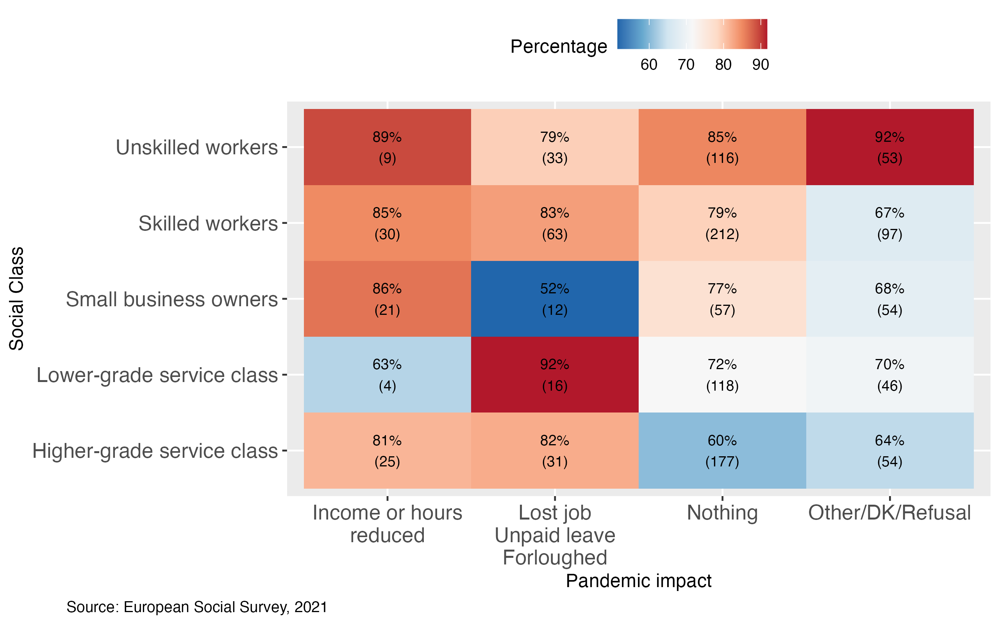 Percentage
60 70 80 90
Unskilled workers
89% 79% 85% 92%
(9) (33) (116) (53)
Skilled workers
85% 83% 79% 67%
(30) (63) (212) (97)
Social Class
Small business owners
86% 52% 77% 68%
(21) (12) (57) (54)
Lower-grade service class
63% 92% 72% 70%
(4) (16) (118) (46)
Higher-grade service class
81% 82% 60% 64%
(25) (31) (177) (54)
Income or hours
reduced
Lost job
Unpaid leave
Forloughed
Nothing
Other/DK/Refusal
Pandemic impact
Source: European Social Survey, 2021